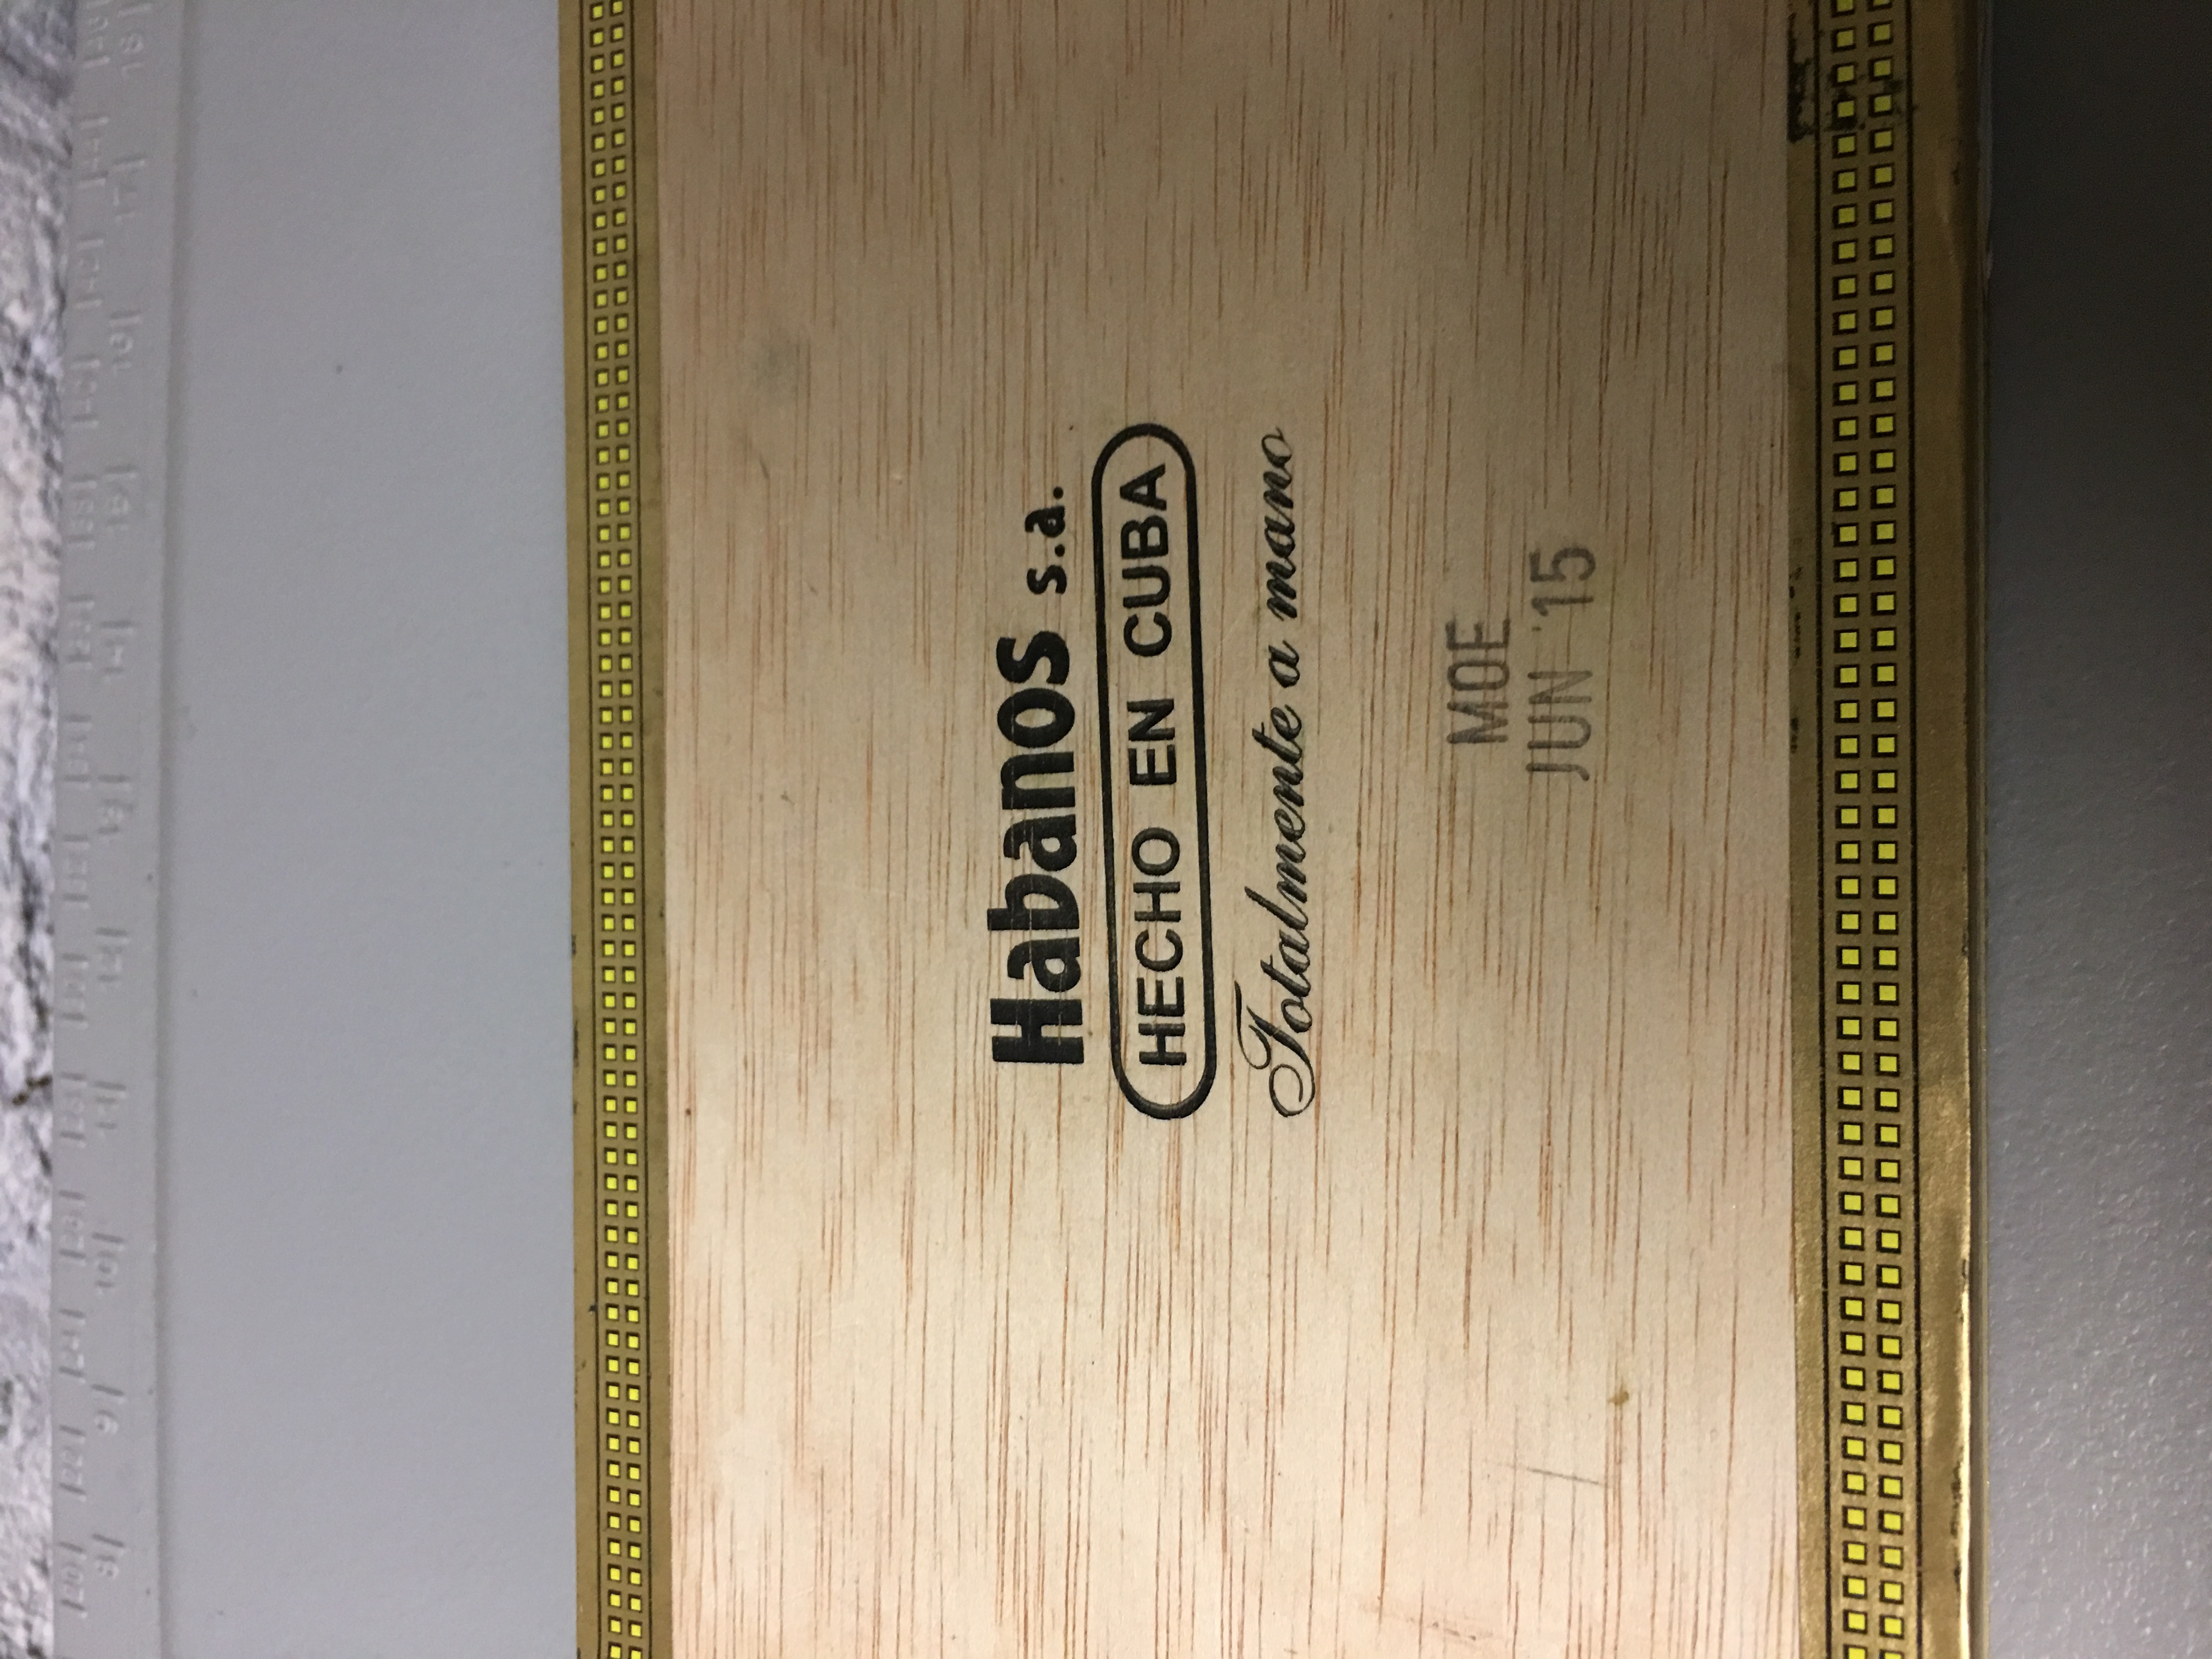 Habanos s.a.
HECHO EN CUBA
Totalmente a mano
MOE
JUN '15